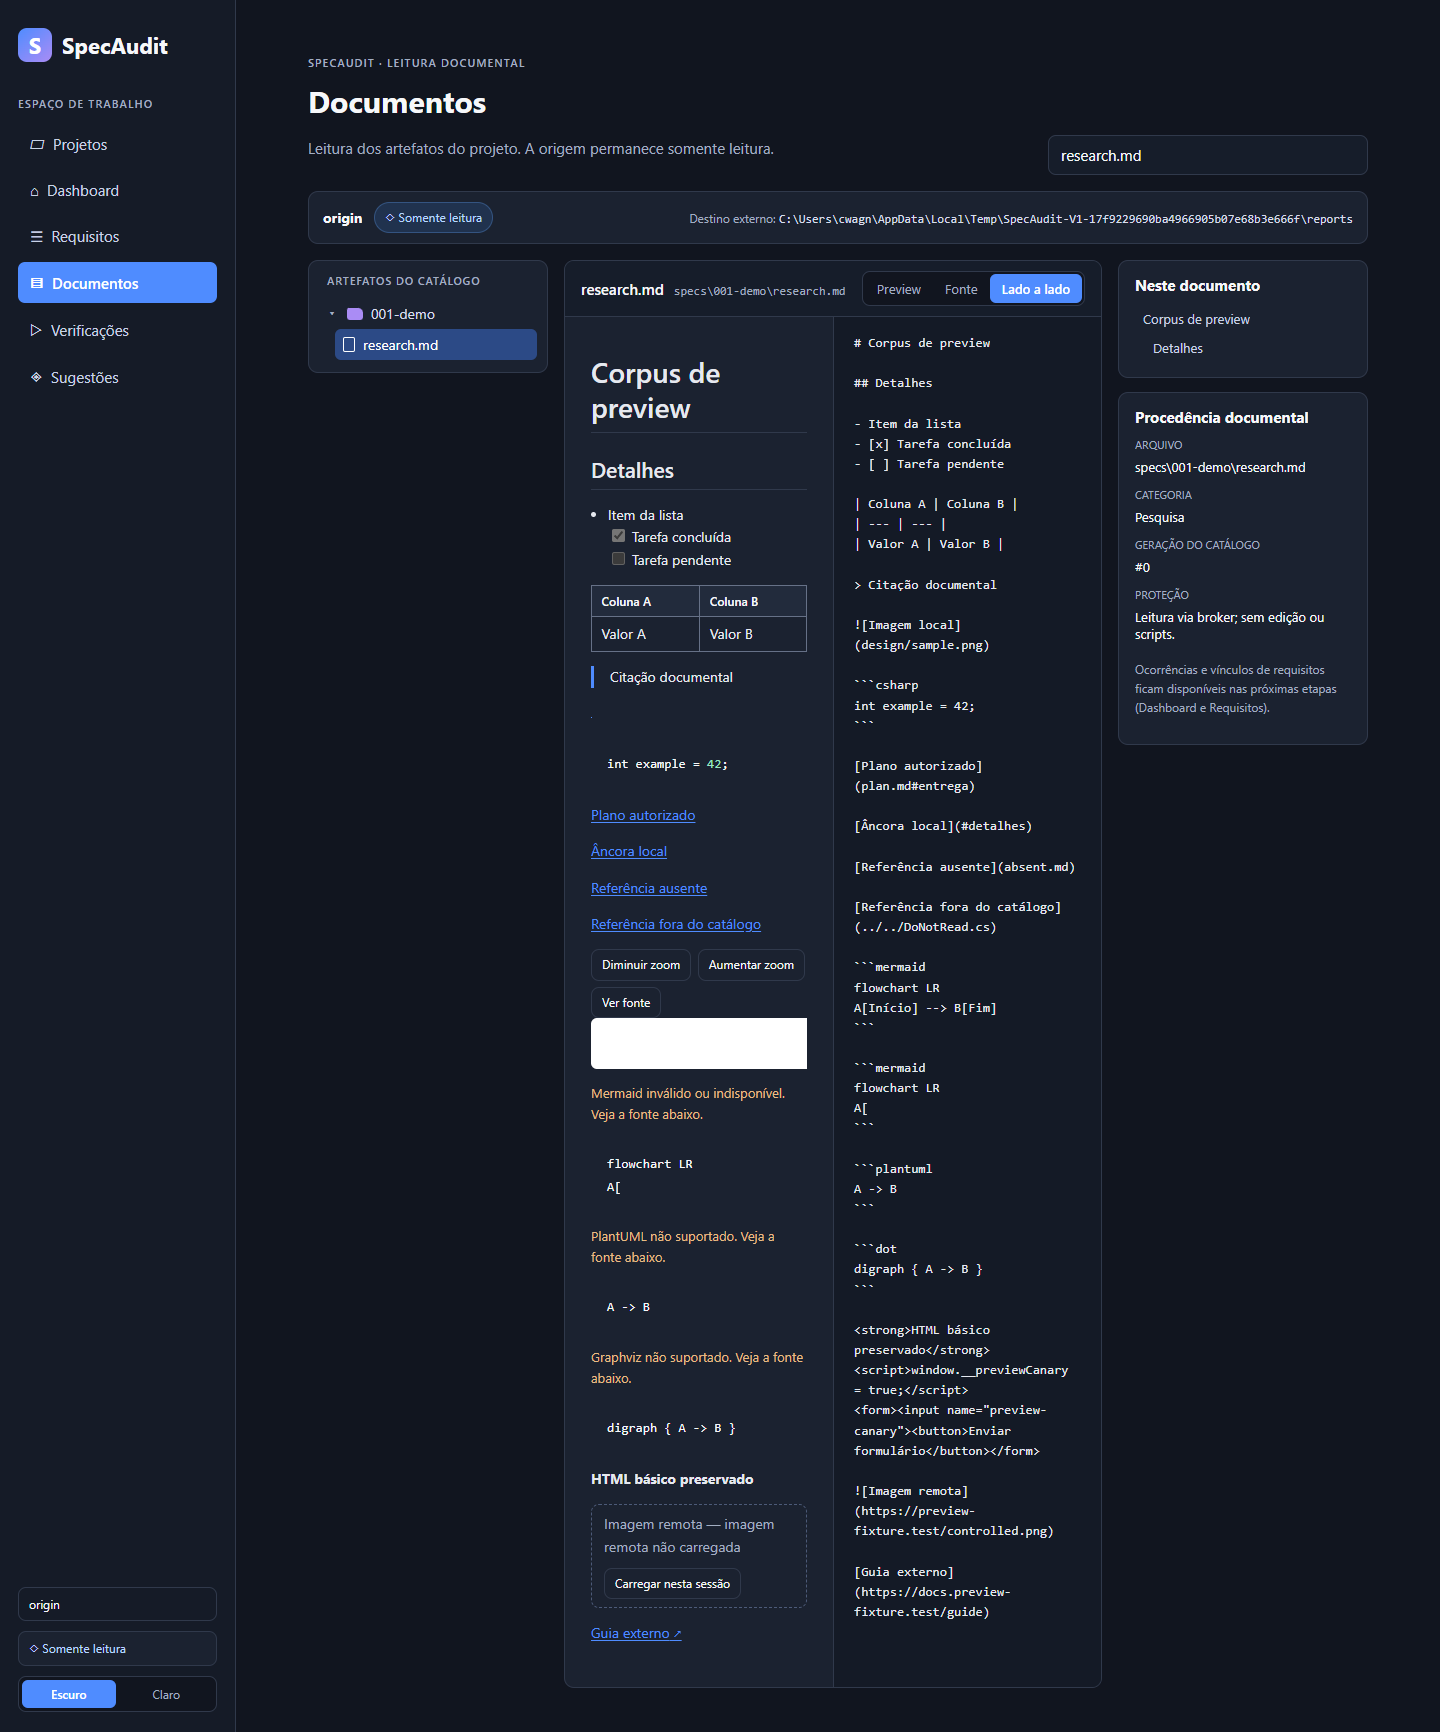 S SpecAudit
ESPAÇO DE TRABALHO
Projetos
Dashboard
Requisitos
Documentos
Verificações
Sugestões
origin
Somente leitura
Escuro Claro
SPECAUDIT · LEITURA DOCUMENTAL
Documentos
Leitura dos artefatos do projeto. A origem permanece somente leitura.
research.md
origin Somente leitura
Destino externo: C:\Users\cwagn\AppData\Local\Temp\SpecAudit-V1-17f9229690ba4966905b07e68b3e666f\reports
ARTEFATOS DO CATÁLOGO
001-demo
research.md
research.md specs\001-demo\research.md
Preview Fonte Lado a lado
Corpus de
preview
Detalhes
• Item da lista
Tarefa concluída
Tarefa pendente
Coluna A Coluna B
Valor A Valor B
Citação documental
int example = 42;
Plano autorizado
Âncora local
Referência ausente
Referência fora do catálogo
Diminuir zoom Aumentar zoom
Ver fonte
Mermaid inválido ou indisponível.
Veja a fonte abaixo.
flowchart LR
A[
PlantUML não suportado. Veja a
fonte abaixo.
A -> B
Graphviz não suportado. Veja a fonte
abaixo.
digraph { A -> B }
HTML básico preservado
Imagem remota — imagem
remota não carregada
Carregar nesta sessão
Guia externo ↗
# Corpus de preview
## Detalhes
- Item da lista
- [x] Tarefa concluída
- [ ] Tarefa pendente
| Coluna A | Coluna B |
| --- | --- |
| Valor A | Valor B |
> Citação documental
![Imagem local]
(design/sample.png)
```csharp
int example = 42;
```
[Plano autorizado]
(plan.md#entrega)
[Âncora local](#detalhes)
[Referência ausente](absent.md)
[Referência fora do catálogo]
(../../DoNotRead.cs)
```mermaid
flowchart LR
A[Início] --> B[Fim]
```
```mermaid
flowchart LR
A[
```
```plantuml
A -> B
```
```dot
digraph { A -> B }
```
<strong>HTML básico
preservado</strong>
<script>window.__previewCanary
= true;</script>
<form><input name="preview-
canary"><button>Enviar
formulário</button></form>
![Imagem remota]
(https://preview-
fixture.test/controlled.png)
[Guia externo]
(https://docs.preview-
fixture.test/guide)
Neste documento
Corpus de preview
Detalhes
Procedência documental
ARQUIVO
specs\001-demo\research.md
CATEGORIA
Pesquisa
GERAÇÃO DO CATÁLOGO
#0
PROTEÇÃO
Leitura via broker; sem edição ou
scripts.
Ocorrências e vínculos de requisitos
ficam disponíveis nas próximas etapas
(Dashboard e Requisitos).